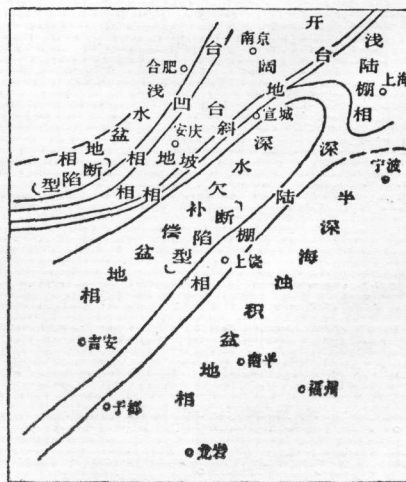 浅水盆地相
（断陷型）
台凹相
开阔台地相
台地斜坡相
浅陆棚相
深水欠补偿盆地相
（断陷型）
深陆棚相
半深海浊积盆地相
南京
合肥
上海
安庆
宣城
宁波
上饶
吉安
南平
福州
于都
龙岩